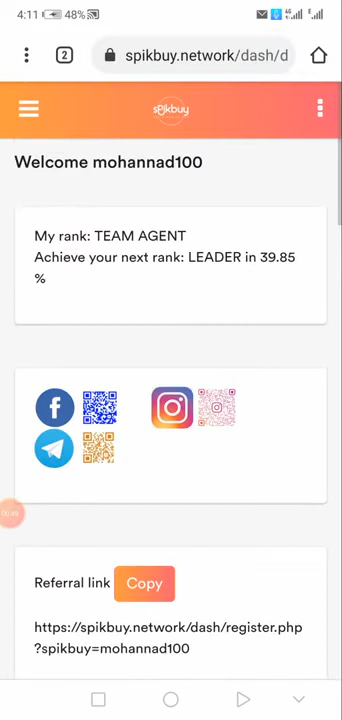 4:11 48% 4G E
2 spikbuy.network/dash/d
spikbuy
Welcome mohannad100
My rank: TEAM AGENT
Achieve your next rank: LEADER in 39.85
%
Referral link Copy
https://spikbuy.network/dash/register.php
?spikbuy=mohannad100